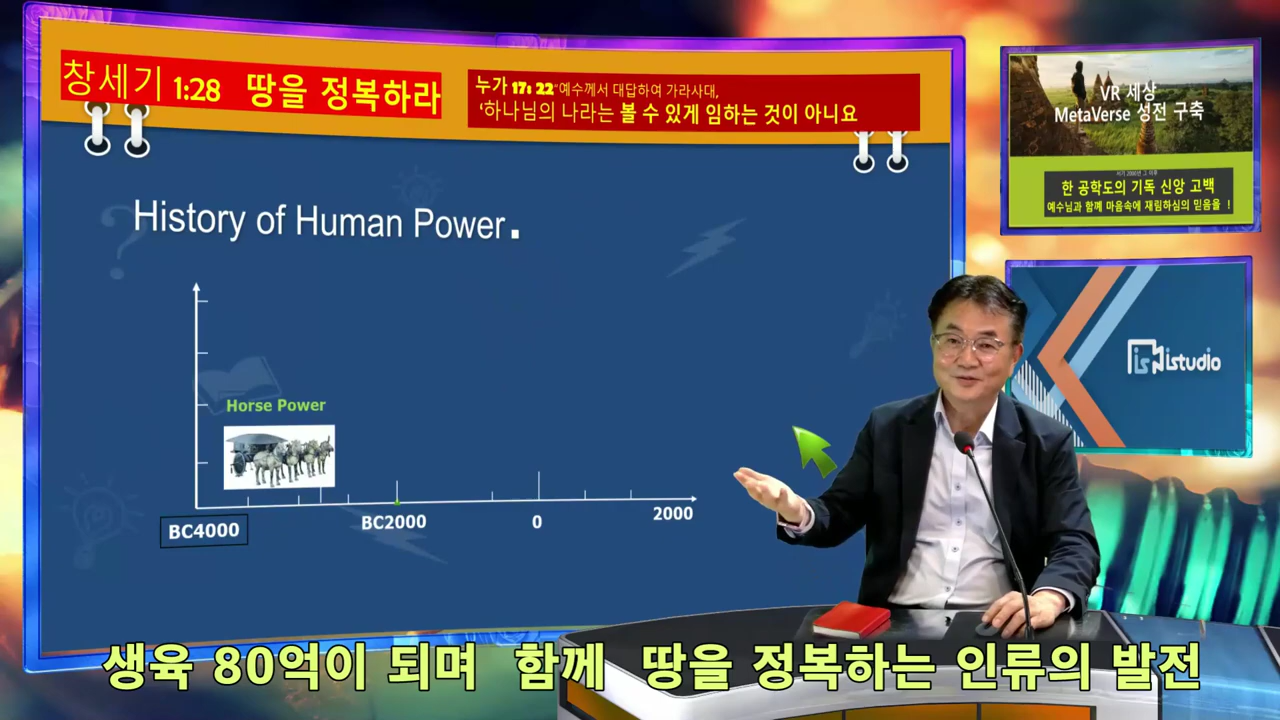 창세기 1:28 땅을 정복하라
누가 17: 22“예수께서 대답하여 가라사대,
‘하나님의 나라는 볼 수 있게 임하는 것이 아니요
VR 세상
MetaVerse 성전 구축
한 공학도의 기독 신앙 고백
예수님과 함께 마음속에 재림하심의 믿음을 !
History of Human Power.
istudio
Horse Power
BC4000
BC2000
0
2000
생육 80억이 되며 함께 땅을 정복하는 인류의 발전